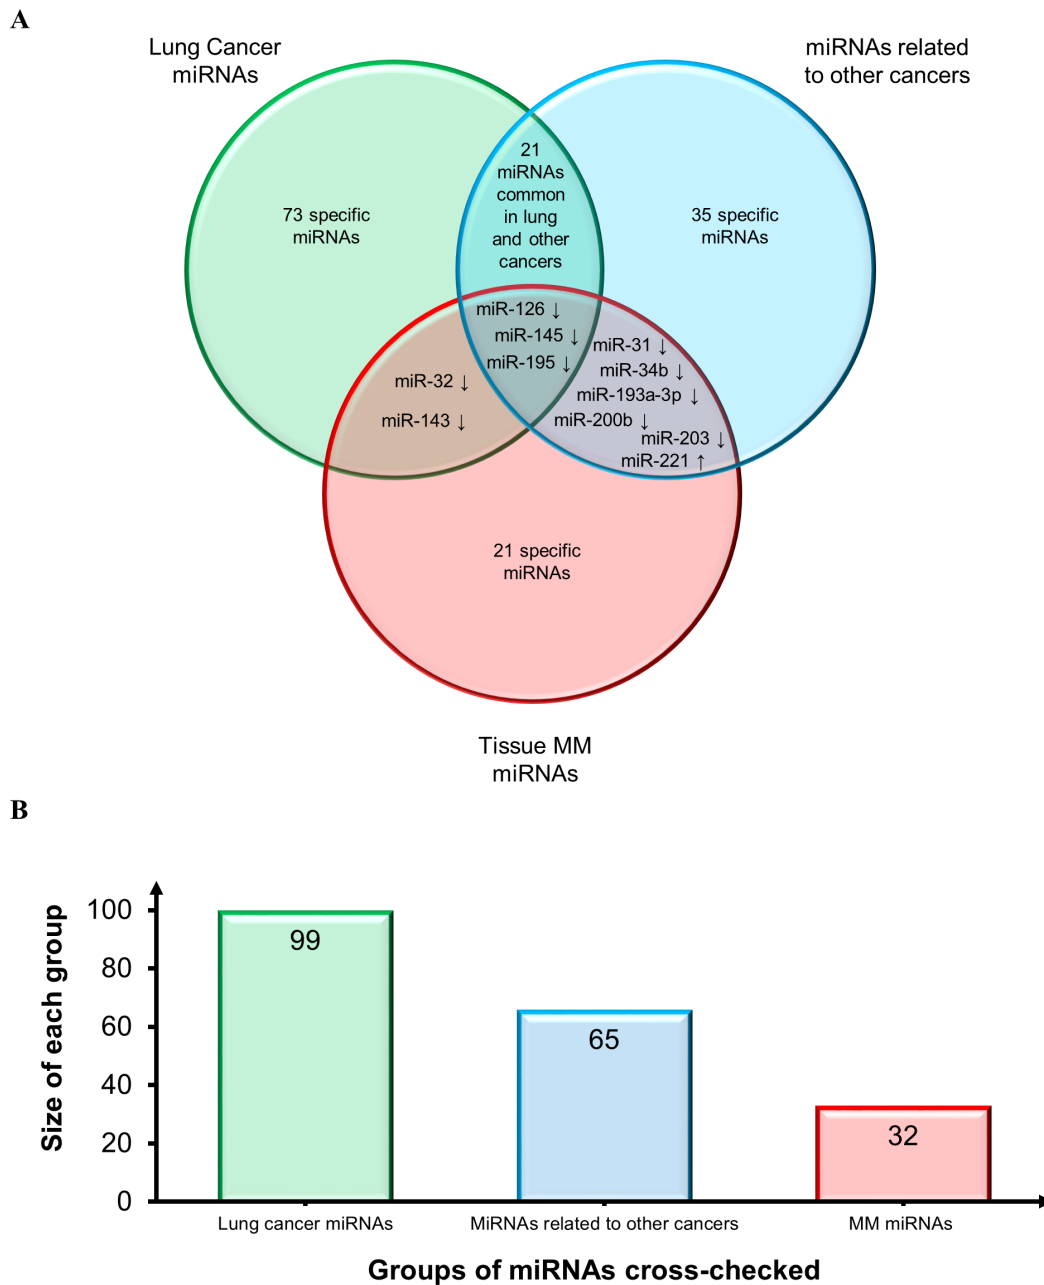 A
Lung Cancer
miRNAs
miRNAs related
to other cancers
21
miRNAs
common
in lung
and other
cancers
73 specific
miRNAs
35 specific
miRNAs
miR-126 ↓
miR-145 ↓
miR-195 ↓
miR-31 ↓
miR-34b ↓
miR-193a-3p ↓
miR-200b ↓
miR-203 ↓
miR-221 ↑
miR-32 ↓
miR-143 ↓
21 specific
miRNAs
Tissue MM
miRNAs
B
Size of each group
100
80
60
40
20
0
99
65
32
Lung cancer miRNAs
MiRNAs related to other cancers
MM miRNAs
Groups of miRNAs cross-checked